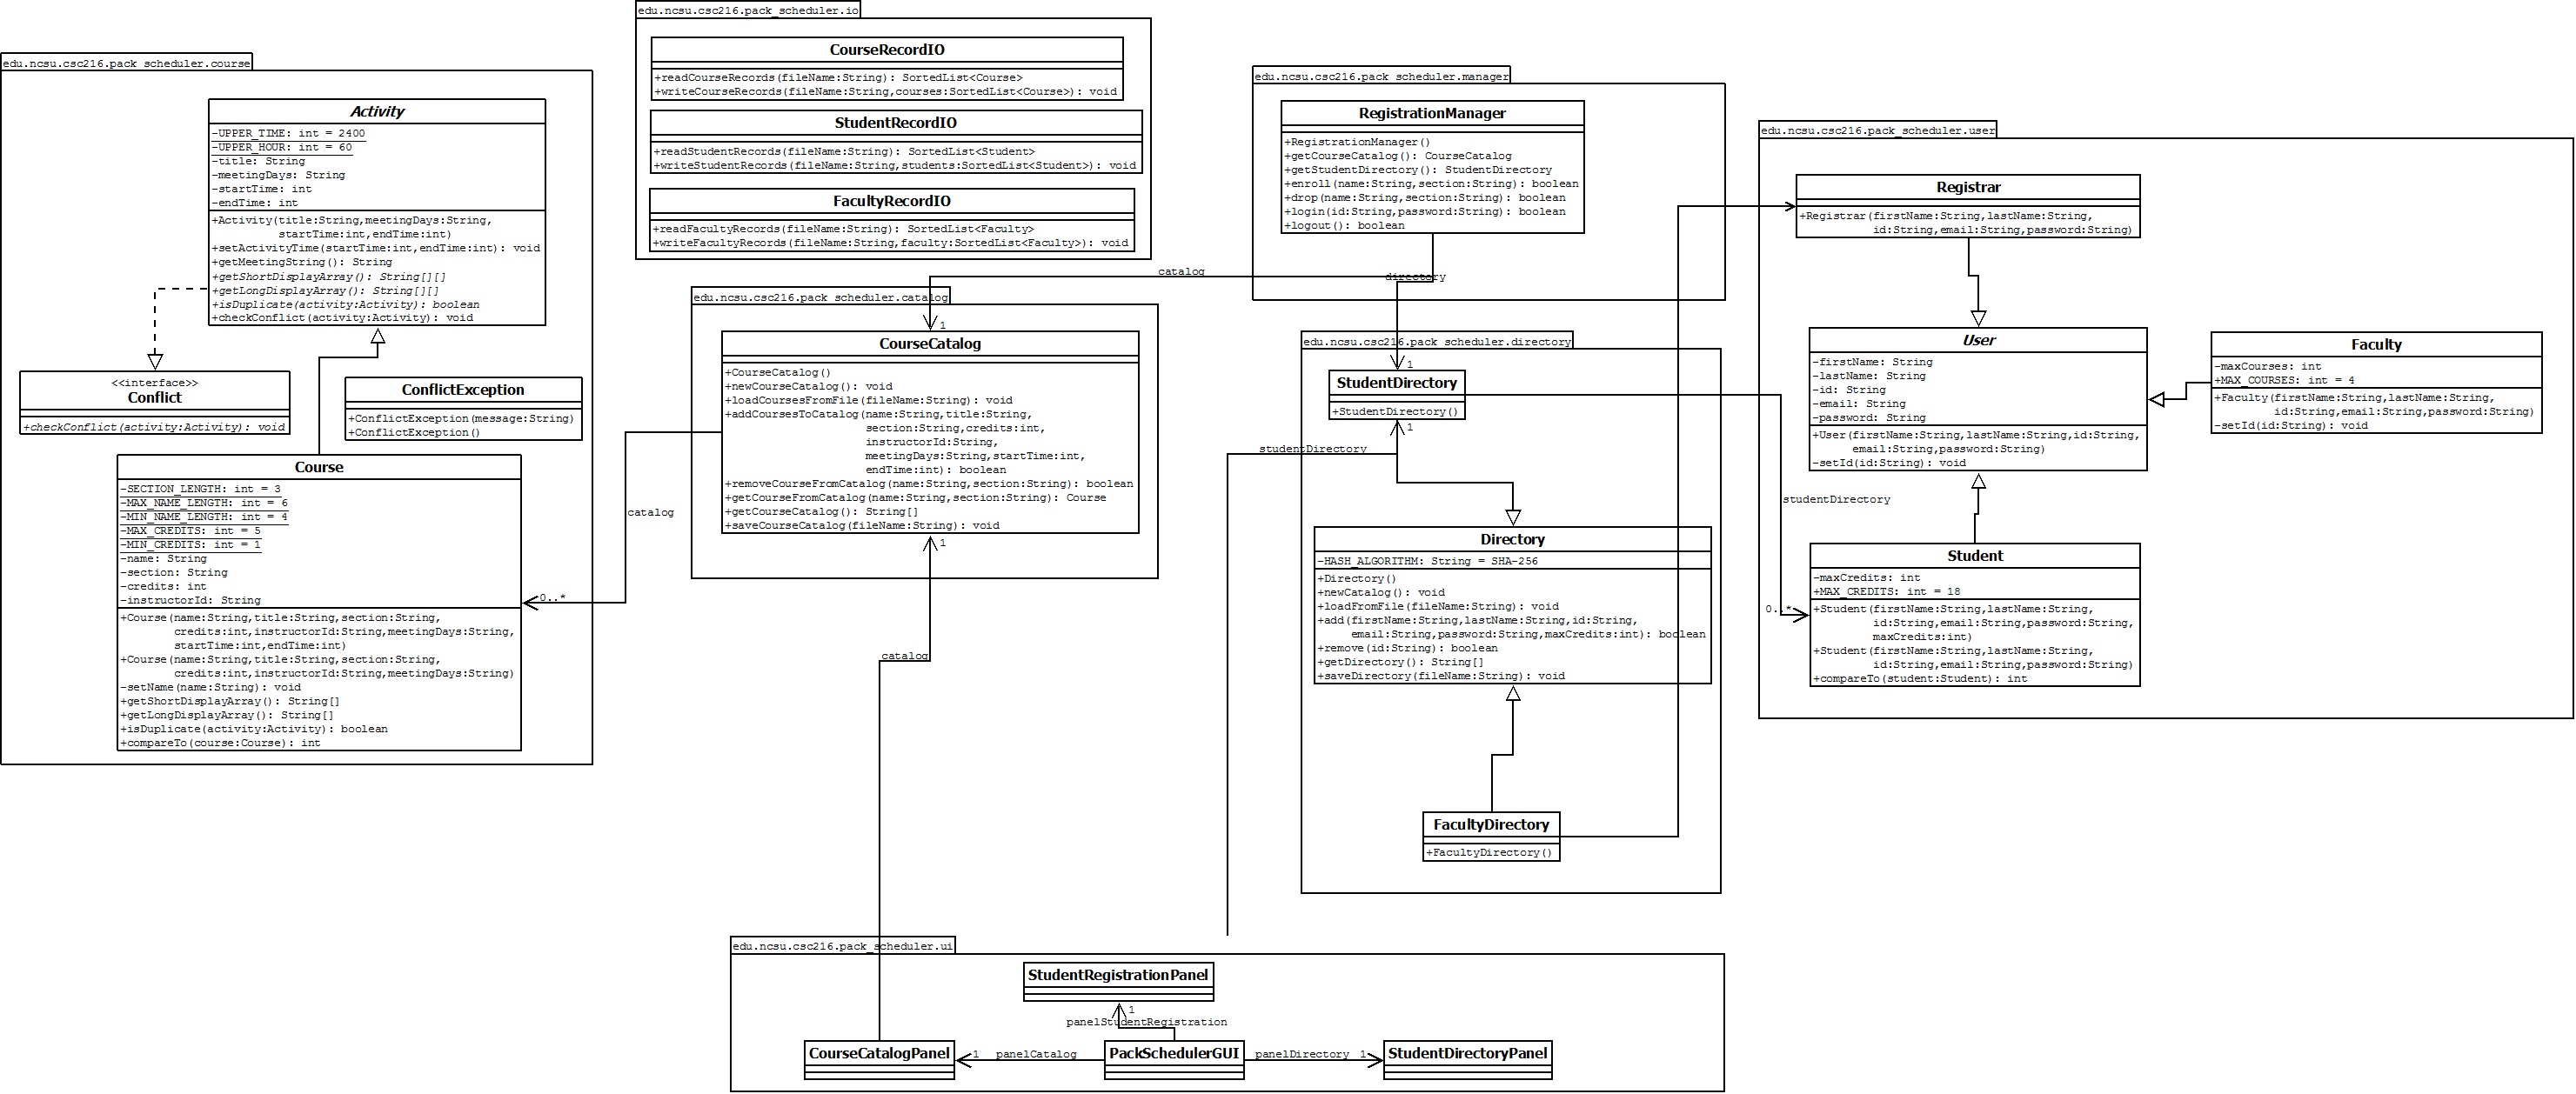 edu.ncsu.csc216.pack_scheduler.course
Activity
-UPPER_TIME: int = 2400
-UPPER_HOUR: int = 60
-title: String
-meetingDays: String
-startTime: int
-endTime: int
+Activity(title:String,meetingDays:String,
startTime:int,endTime:int)
+setActivityTime(startTime:int,endTime:int): void
+getMeetingString(): String
+getShortDisplayArray(): String[][]
+getLongDisplayArray(): String[][]
+isDuplicate(activity:Activity): boolean
+checkConflict(activity:Activity): void
<<interface>>
Conflict
+checkConflict(activity:Activity): void
ConflictException
+ConflictException(message:String)
+ConflictException()
Course
-SECTION_LENGTH: int = 3
-MAX_NAME_LENGTH: int = 6
-MIN_NAME_LENGTH: int = 4
-MAX_CREDITS: int = 5
-MIN_CREDITS: int = 1
-name: String
-section: String
-credits: int
-instructorId: String
+Course(name:String,title:String,section:String,
credits:int,instructorId:String,meetingDays:String,
startTime:int,endTime:int)
+Course(name:String,title:String,section:String,
credits:int,instructorId:String,meetingDays:String)
-setName(name:String): void
+getShortDisplayArray(): String[]
+getLongDisplayArray(): String[]
+isDuplicate(activity:Activity): boolean
+compareTo(course:Course): int
edu.ncsu.csc216.pack_scheduler.io
CourseRecordIO
+readCourseRecords(fileName:String): SortedList<Course>
+writeCourseRecords(fileName:String,courses:SortedList<Course>): void
StudentRecordIO
+readStudentRecords(fileName:String): SortedList<Student>
+writeStudentRecords(fileName:String,students:SortedList<Student>): void
FacultyRecordIO
+readFacultyRecords(fileName:String): SortedList<Faculty>
+writeFacultyRecords(fileName:String,faculty:SortedList<Faculty>): void
edu.ncsu.csc216.pack_scheduler.catalog
CourseCatalog
+CourseCatalog()
+newCourseCatalog(): void
+loadCoursesFromFile(fileName:String): void
+addCoursesToCatalog(name:String,title:String,
section:String,credits:int,
instructorId:String,
meetingDays:String,startTime:int,
endTime:int): boolean
+removeCourseFromCatalog(name:String,section:String): boolean
+getCourseFromCatalog(name:String,section:String): Course
+getCourseCatalog(): String[]
+saveCourseCatalog(fileName:String): void
catalog
0..*
catalog
1
catalog
1
edu.ncsu.csc216.pack_scheduler.manager
RegistrationManager
+RegistrationManager()
+getCourseCatalog(): CourseCatalog
+getStudentDirectory(): StudentDirectory
+enroll(name:String,section:String): boolean
+drop(name:String,section:String): boolean
+login(id:String,password:String): boolean
+logout(): boolean
directory
1
edu.ncsu.csc216.pack_scheduler.directory
StudentDirectory
+StudentDirectory()
1
studentDirectory
Directory
-HASH_ALGORITHM: String = SHA-256
+Directory()
+newCatalog(): void
+loadFromFile(fileName:String): void
+add(firstName:String,lastName:String,id:String,
email:String,password:String,maxCredits:int): boolean
+remove(id:String): boolean
+getDirectory(): String[]
+saveDirectory(fileName:String): void
FacultyDirectory
+FacultyDirectory()
edu.ncsu.csc216.pack_scheduler.user
Registrar
+Registrar(firstName:String,lastName:String,
id:String,email:String,password:String)
User
-firstName: String
-lastName: String
-id: String
-email: String
-password: String
+User(firstName:String,lastName:String,id:String,
email:String,password:String)
-setId(id:String): void
Faculty
-maxCourses: int
+MAX_COURSES: int = 4
+Faculty(firstName:String,lastName:String,
id:String,email:String,password:String)
-setId(id:String): void
studentDirectory
0..*
Student
-maxCredits: int
+MAX_CREDITS: int = 18
+Student(firstName:String,lastName:String,
id:String,email:String,password:String,
maxCredits:int)
+Student(firstName:String,lastName:String,
id:String,email:String,password:String)
+compareTo(student:Student): int
edu.ncsu.csc216.pack_scheduler.ui
StudentRegistrationPanel
1
panelStudentRegistration
CourseCatalogPanel
1
panelCatalog
PackSchedulerGUI
panelDirectory
1
StudentDirectoryPanel